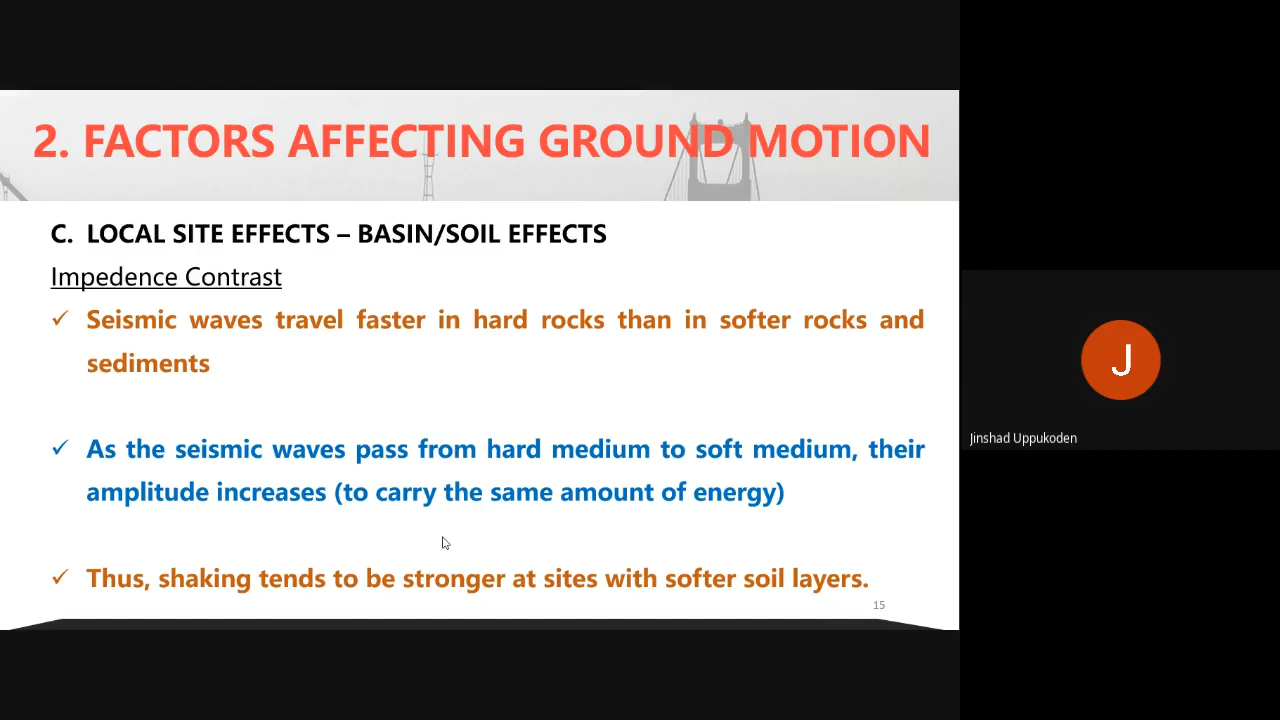 2. FACTORS AFFECTING GROUND MOTION
C. LOCAL SITE EFFECTS – BASIN/SOIL EFFECTS
Impedence Contrast
✓ Seismic waves travel faster in hard rocks than in softer rocks and
sediments
✓ As the seismic waves pass from hard medium to soft medium, their
amplitude increases (to carry the same amount of energy)
✓ Thus, shaking tends to be stronger at sites with softer soil layers.
15
J
Jinshad Uppukoden